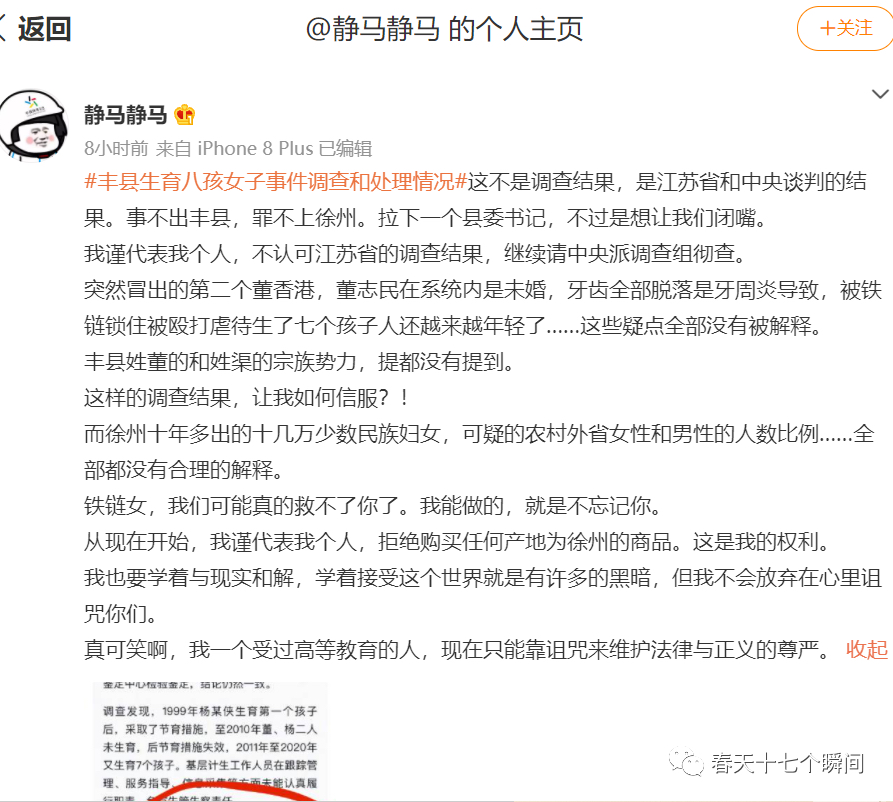 返回
@静马静马 的个人主页
+关注
静马静马
8小时前 来自 iPhone 8 Plus 已编辑
#丰县生育八孩女子事件调查和处理情况#这不是调查结果，是江苏省和中央谈判的结
果。事不出丰县，罪不上徐州。拉下一个县委书记，不过是想让我们闭嘴。
我谨代表我个人，不认可江苏省的调查结果，继续请中央派调查组彻查。
突然冒出的第二个董香港，董志民在系统内是未婚，牙齿全部脱落是牙周炎导致，被铁
链锁住被殴打虐待生了七个孩子人还越来越年轻了......这些疑点全部没有被解释。
丰县姓董的和姓渠的宗族势力，提都没有提到。
这样的调查结果，让我如何信服？！
而徐州十年多出的十几万少数民族妇女，可疑的农村外省女性和男性的人数比例......全
部都没有合理的解释。
铁链女，我们可能真的救不了你了。我能做的，就是不忘记你。
从现在开始，我谨代表我个人，拒绝购买任何产地为徐州的商品。这是我的权利。
我也要学着与现实和解，学着接受这个世界就是有许多的黑暗，但我不会放弃在心里诅
咒你们。
真可笑啊，我一个受过高等教育的人，现在只能靠诅咒来维护法律与正义的尊严。 收起
鉴定中心检验鉴定，结论仍然一致。
调查发现，1999年杨某侠生育第一个孩子
后，采取了节育措施，至2010年董、杨二人
未生育，后节育措施失效，2011年至2020年
又生育7个孩子。基层计生工作人员在跟踪管
理、服务指导、信息采集等方面未能认真履
春天十七个瞬间